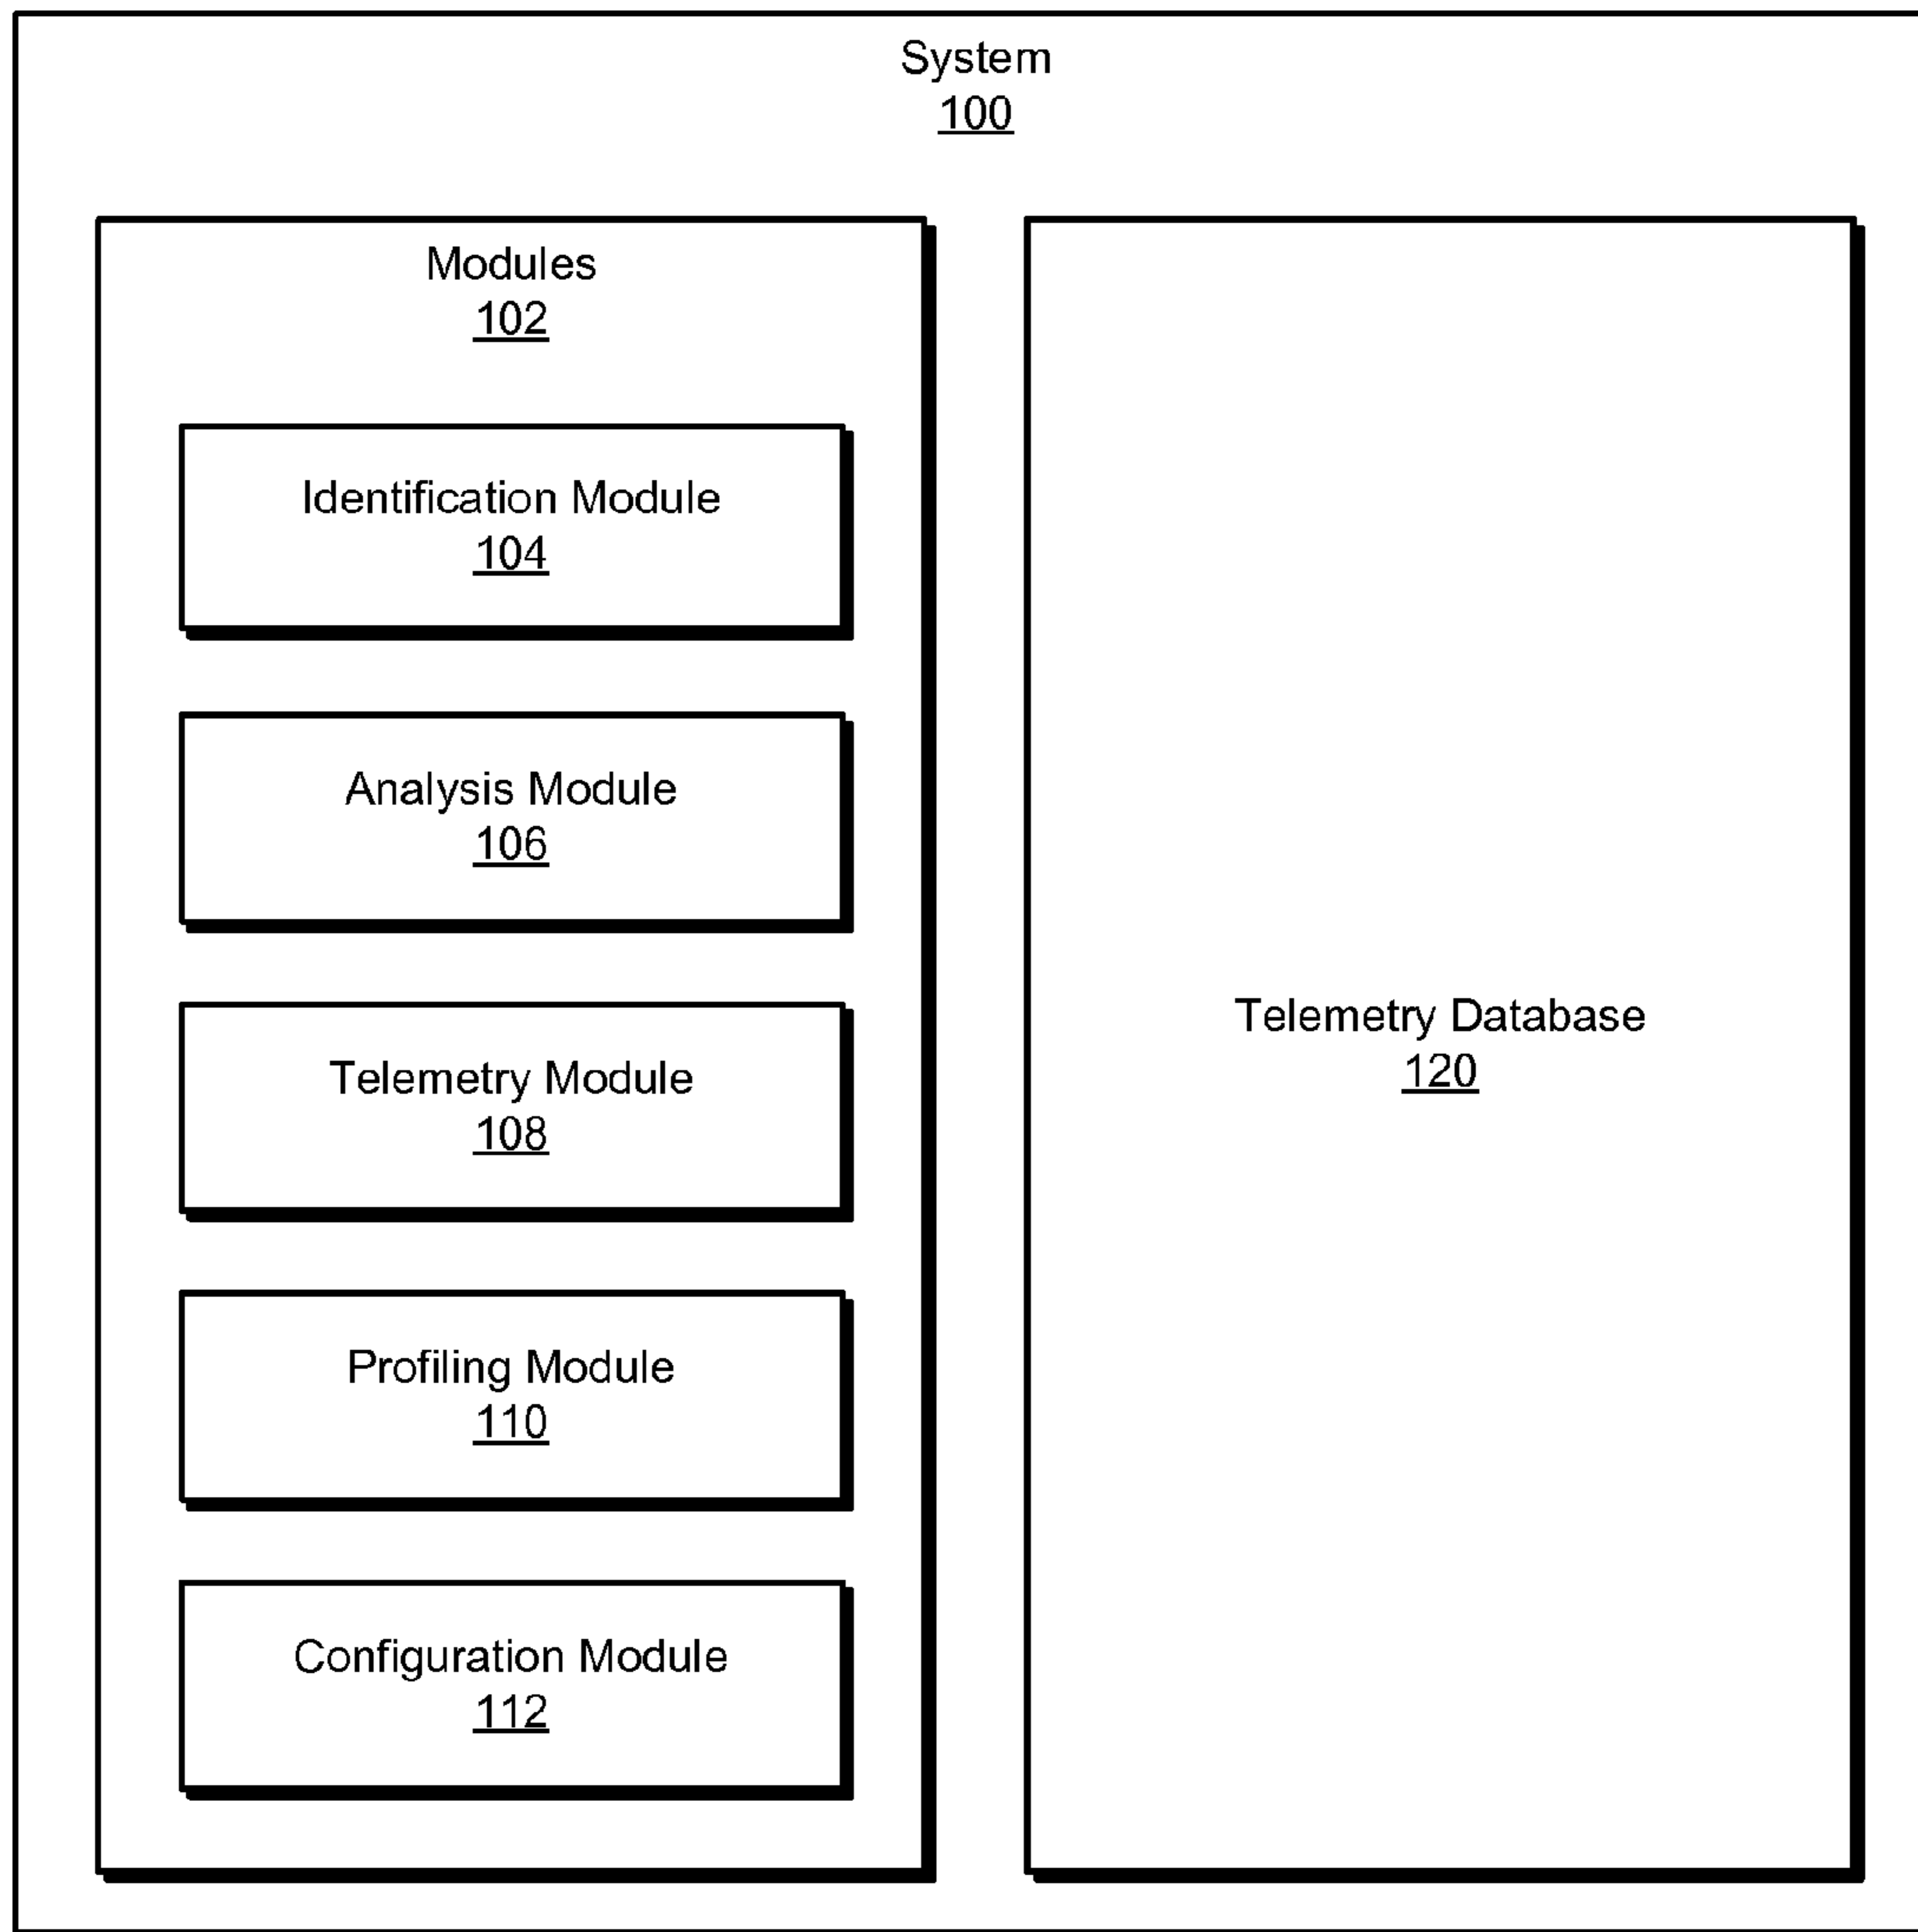 System
100
Modules
102
Identification Module
104
Analysis Module
106
Telemetry Module
108
Profiling Module
110
Configuration Module
112
Telemetry Database
120